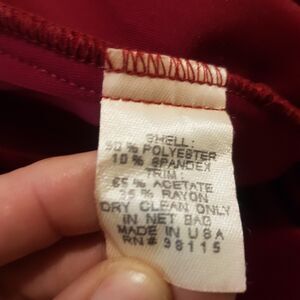 SHELL:
90% POLYESTER
10% SPANDEX
TRIM:
65% ACETATE
35% RAYON
DRY CLEAN ONLY
IN NET BAG
MADE IN USA
RN# 98115